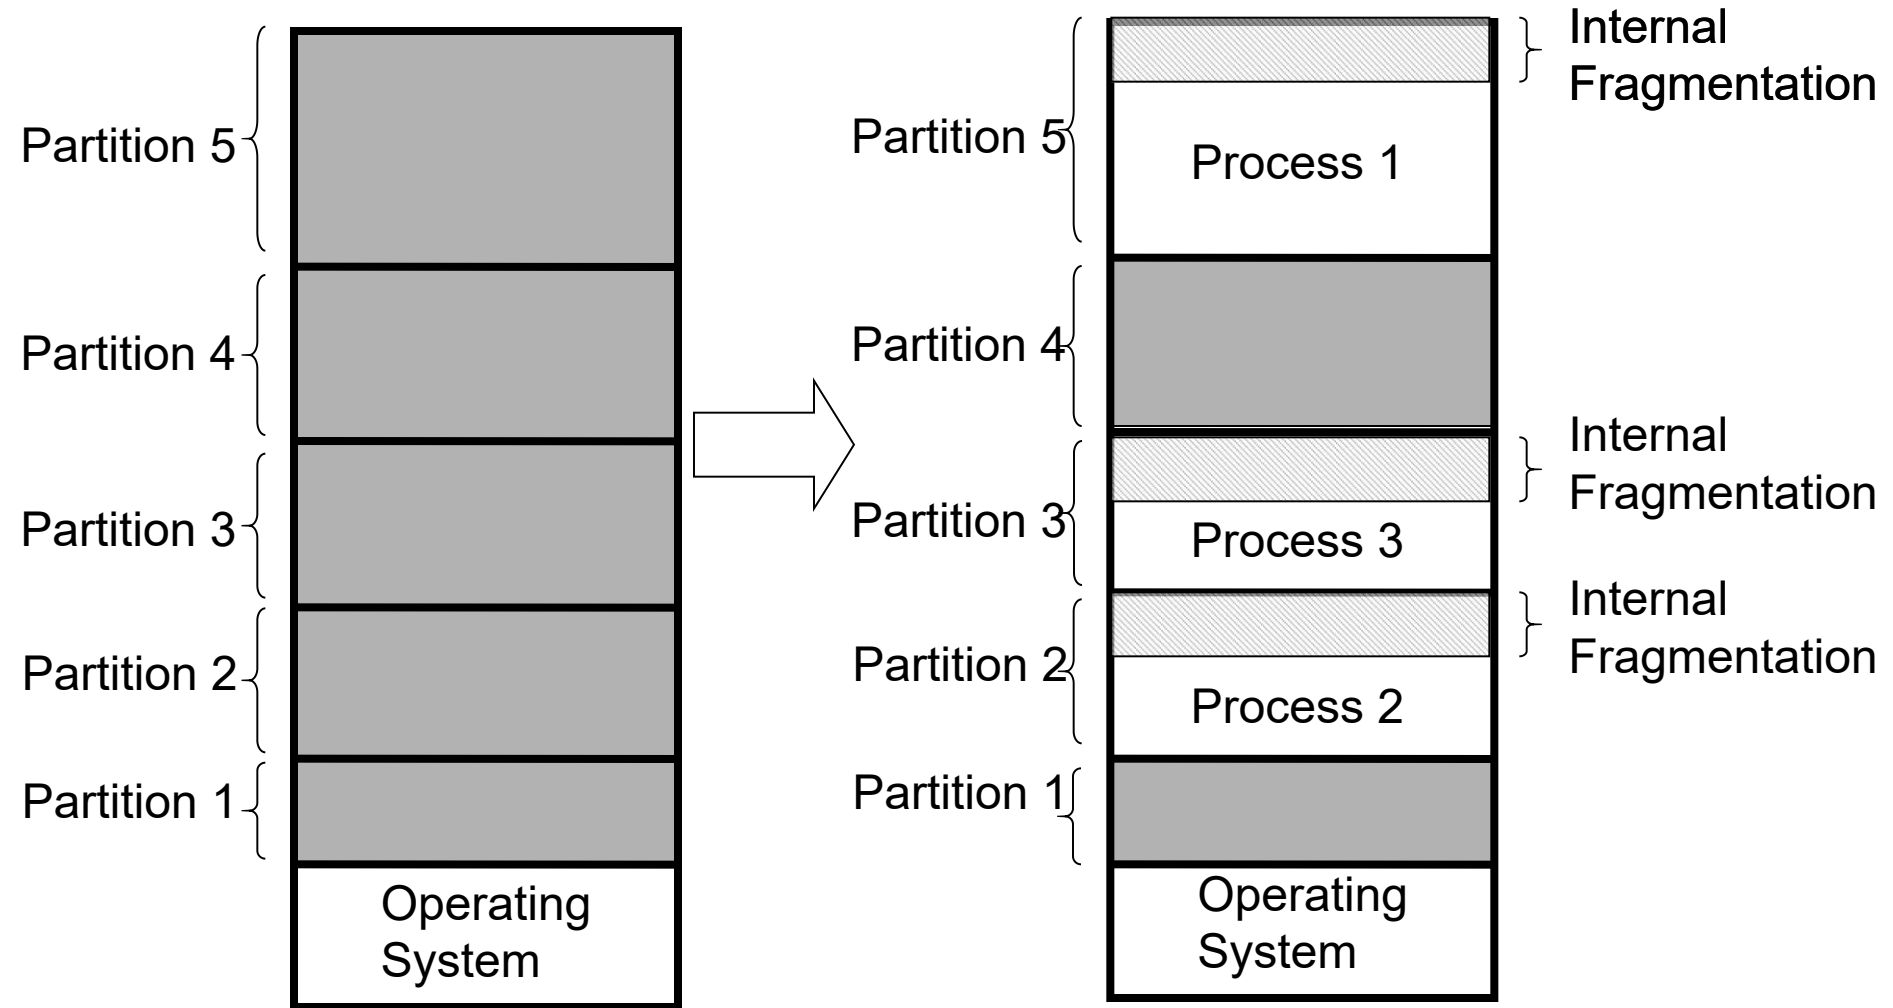 Partition 5
Partition 4
Partition 3
Partition 2
Partition 1
Operating
System
Partition 5
Process 1
Internal
Fragmentation
Partition 4
Partition 3
Process 3
Internal
Fragmentation
Partition 2
Process 2
Internal
Fragmentation
Partition 1
Operating
System